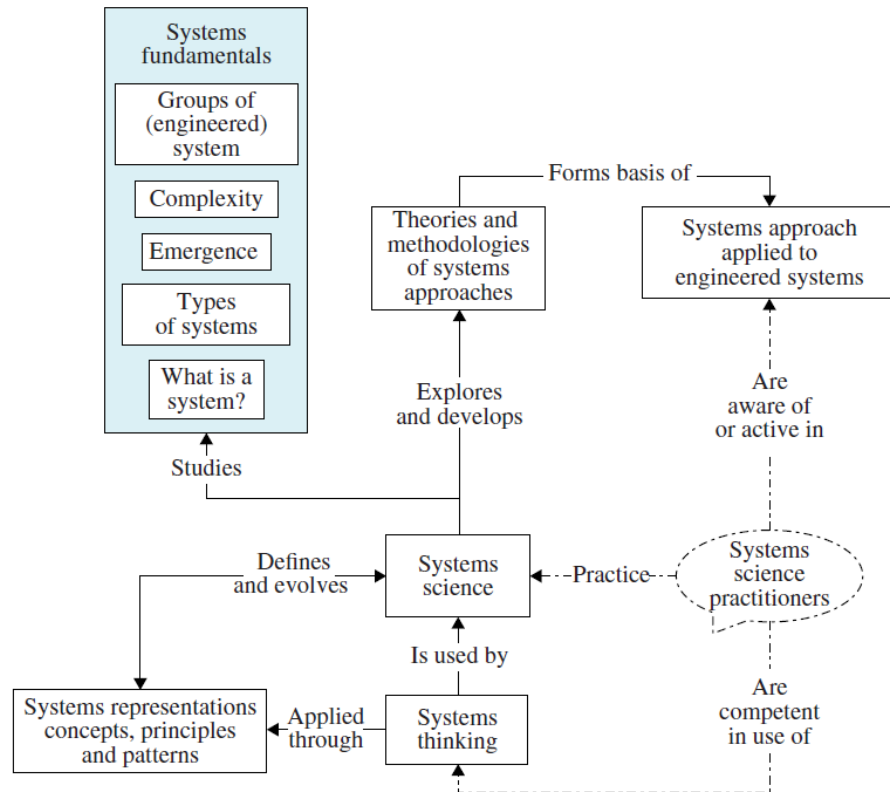 Systems
fundamentals
Groups of
(engineered)
system
Complexity
Emergence
Types
of systems
What is a
system?
Studies
Forms basis of
Theories and
methodologies
of systems
approaches
Systems approach
applied to
engineered systems
Explores
and develops
Are
aware of
or active in
Defines
and evolves
Systems
science
Practice
Systems
science
practitioners
Is used by
Systems representations
concepts, principles
and patterns
Applied
through
Systems
thinking
Are
competent
in use of